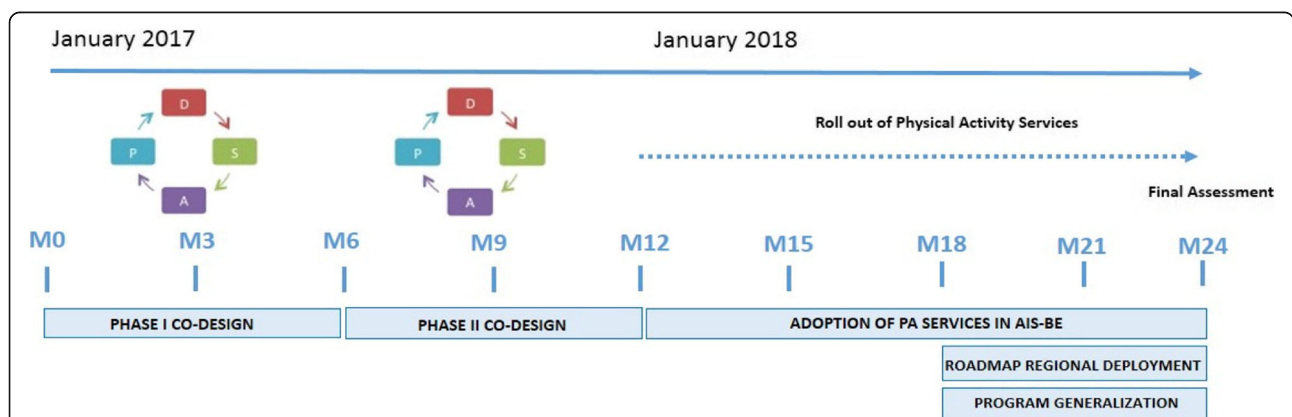 January 2017
January 2018
D
P
S
A
D
P
S
A
Roll out of Physical Activity Services
Final Assessment
M0
M3
M6
M9
M12
M15
M18
M21
M24
PHASE I CO-DESIGN
PHASE II CO-DESIGN
ADOPTION OF PA SERVICES IN AIS-BE
ROADMAP REGIONAL DEPLOYMENT
PROGRAM GENERALIZATION